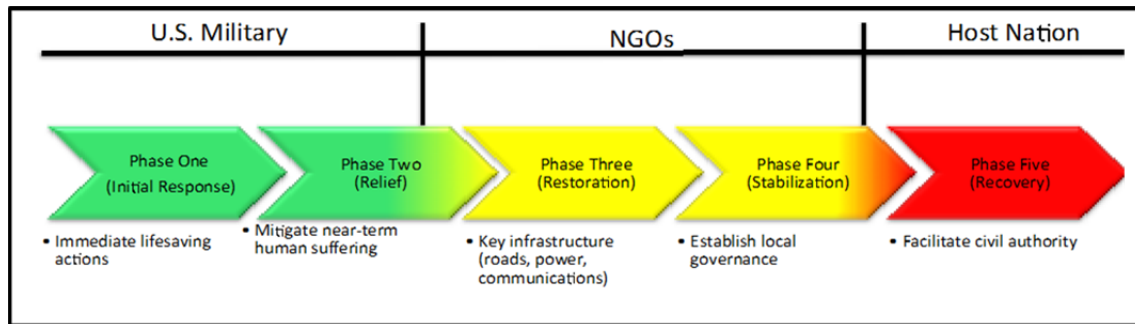 U.S. Military
NGOs
Host Nation
Phase One
(Initial Response)
Phase Two
(Relief)
Phase Three
(Restoration)
Phase Four
(Stabilization)
Phase Five
(Recovery)
• Immediate lifesaving
actions
• Mitigate near-term
human suffering
• Key infrastructure
(roads, power,
communications)
• Establish local
governance
• Facilitate civil authority